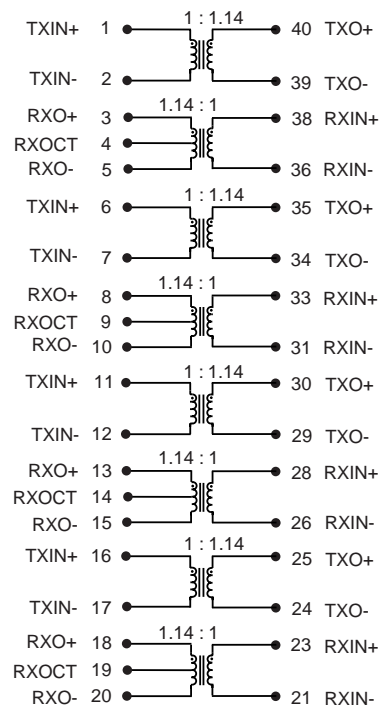 1 : 1.14
TXIN+ 1 40 TXO+
TXIN- 2 39 TXO-
1.14 : 1
RXO+ 3 38 RXIN+
RXOCT 4
RXO- 5 36 RXIN-
1 : 1.14
TXIN+ 6 35 TXO+
TXIN- 7 34 TXO-
1.14 : 1
RXO+ 8 33 RXIN+
RXOCT 9
RXO- 10 31 RXIN-
1 : 1.14
TXIN+ 11 30 TXO+
TXIN- 12 29 TXO-
1.14 : 1
RXO+ 13 28 RXIN+
RXOCT 14
RXO- 15 26 RXIN-
1 : 1.14
TXIN+ 16 25 TXO+
TXIN- 17 24 TXO-
1.14 : 1
RXO+ 18 23 RXIN+
RXOCT 19
RXO- 20 21 RXIN-